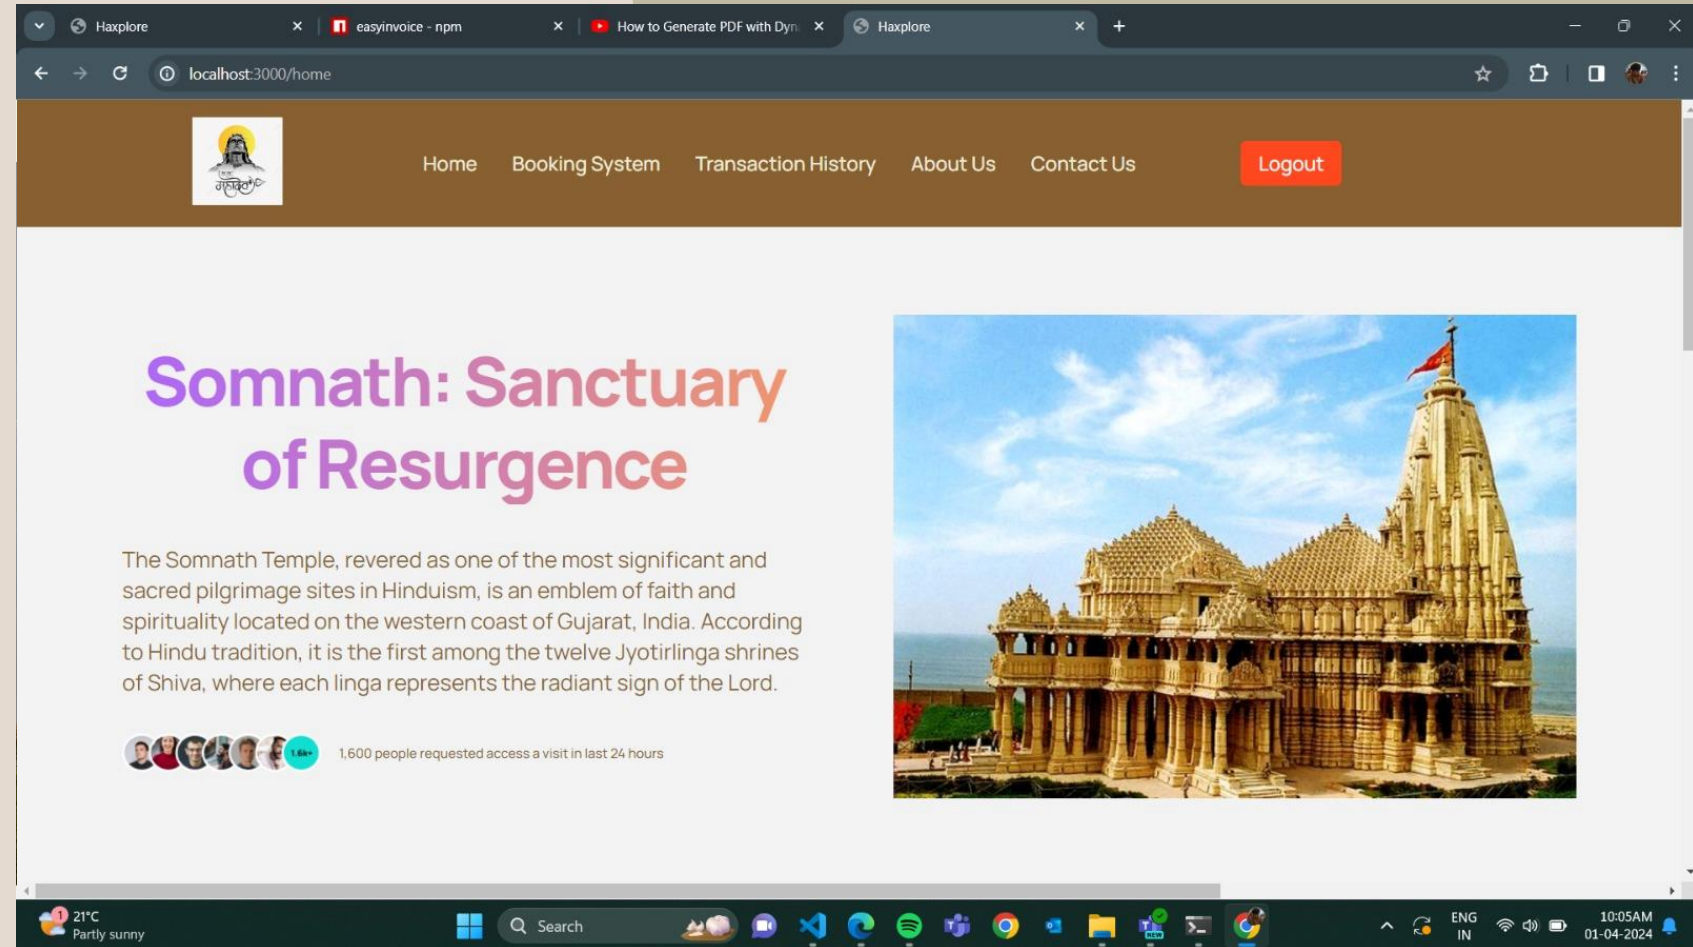 Haxplore
easyinvoice - npm
How to Generate PDF with Dyn
Haxplore
localhost:3000/home
Home Booking System Transaction History About Us Contact Us Logout
Somnath: Sanctuary
of Resurgence
The Somnath Temple, revered as one of the most significant and
sacred pilgrimage sites in Hinduism, is an emblem of faith and
spirituality located on the western coast of Gujarat, India. According
to Hindu tradition, it is the first among the twelve Jyotirlinga shrines
of Shiva, where each linga represents the radiant sign of the Lord.
1.6k+ 1,600 people requested access a visit in last 24 hours
1
21°C
Partly sunny
Search
NEW
ENG
IN
10:05AM
01-04-2024